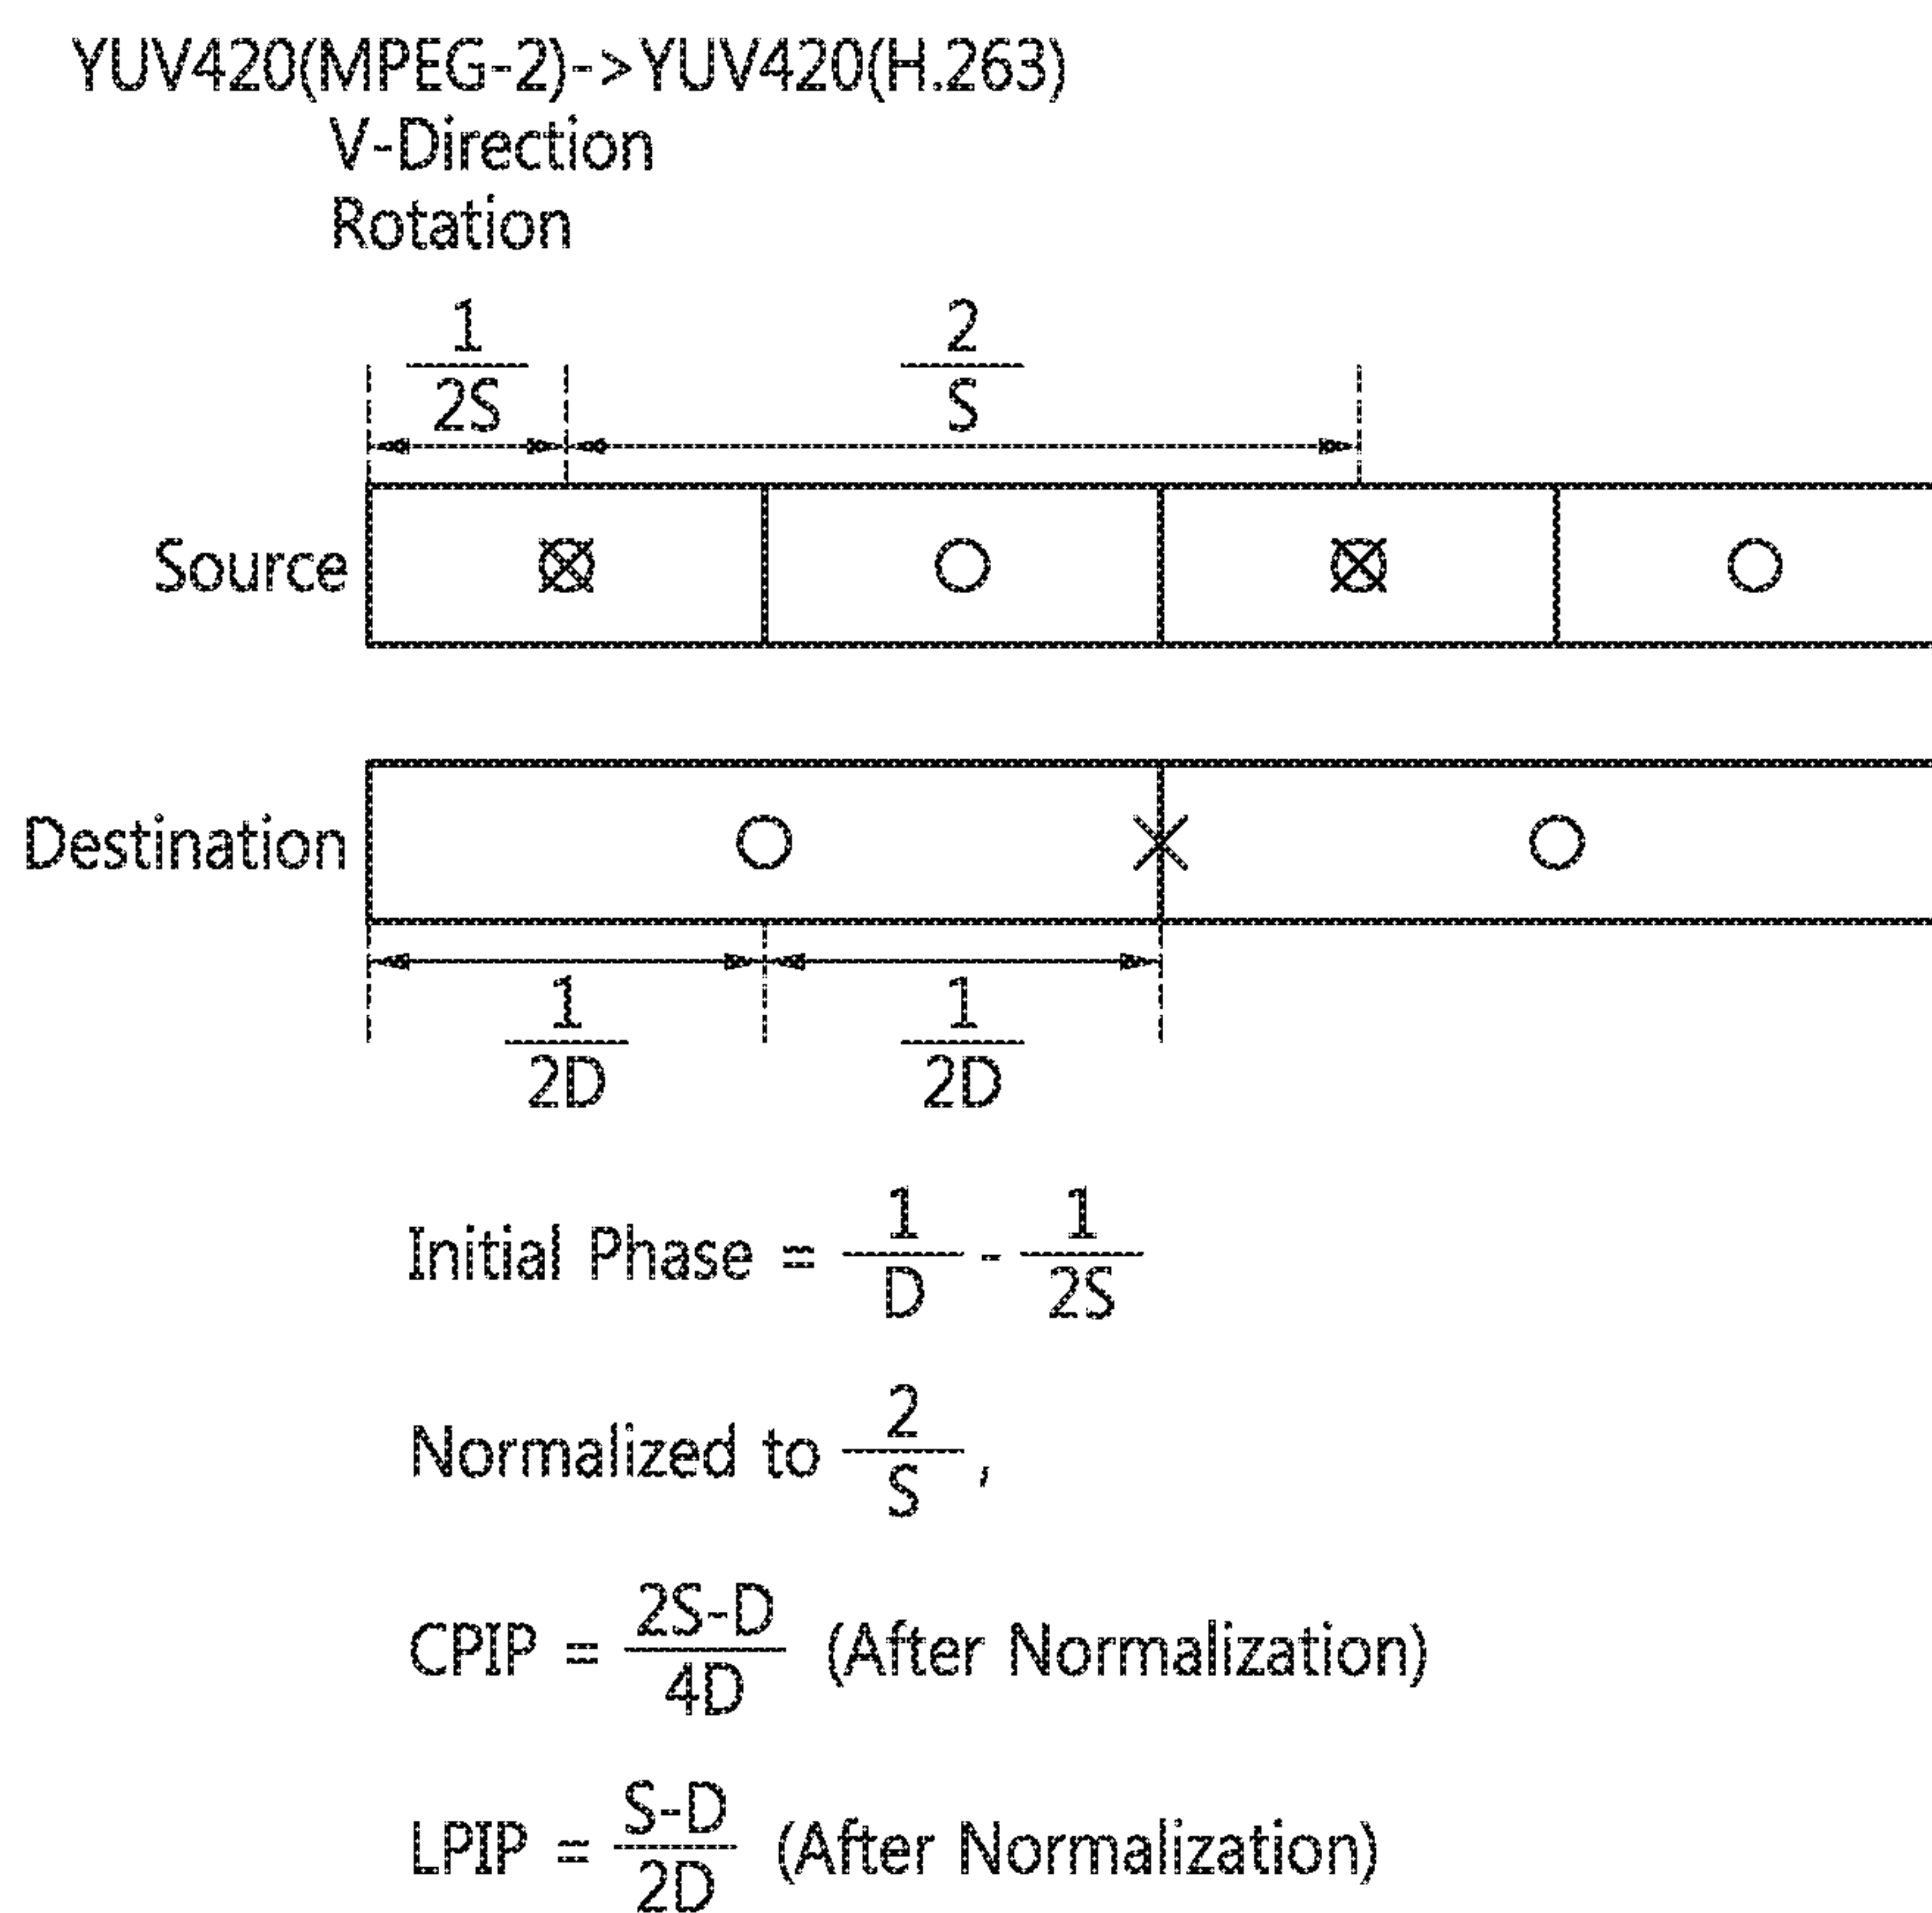 YUV420(MPEG-2)->YUV420(H.263)
V-Direction
Rotation
1/2S 2/S
Source
Destination
1/2D 1/2D
Initial Phase = 1/D - 1/2S
Normalized to 2/S,
CPIP = 2S-D/4D (After Normalization)
LPIP = S-D/2D (After Normalization)